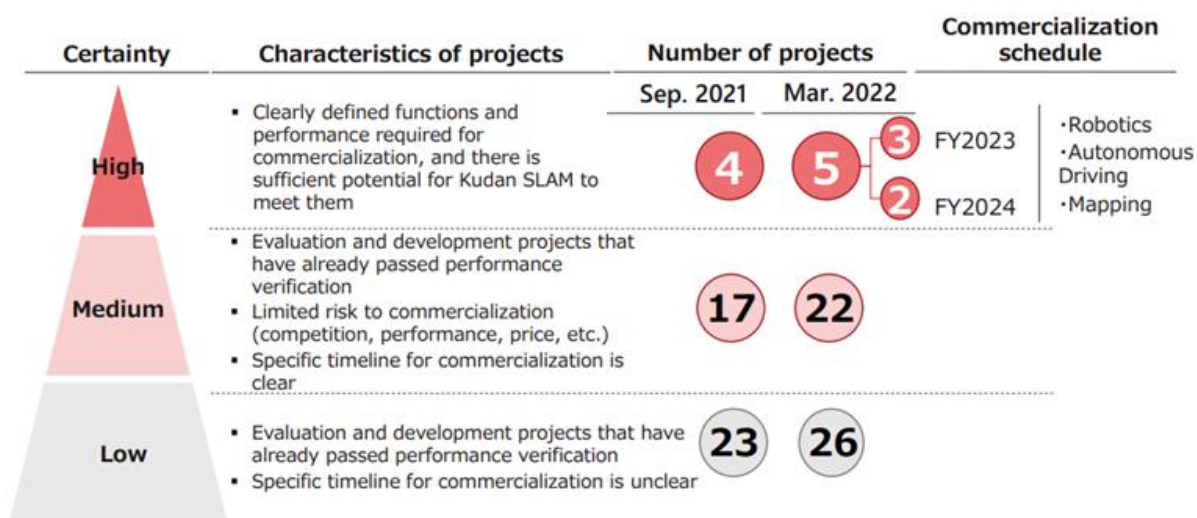 Certainty
Characteristics of projects
Number of projects
Commercialization
schedule
Sep. 2021
Mar. 2022
High
▪ Clearly defined functions and
performance required for
commercialization, and there is
sufficient potential for Kudan SLAM to
meet them
4
5
3
FY2023
2
FY2024
・Robotics
・Autonomous
Driving
・Mapping
Medium
▪ Evaluation and development projects that
have already passed performance
verification
▪ Limited risk to commercialization
(competition, performance, price, etc.)
▪ Specific timeline for commercialization is
clear
17
22
Low
▪ Evaluation and development projects that have
already passed performance verification
▪ Specific timeline for commercialization is unclear
23
26